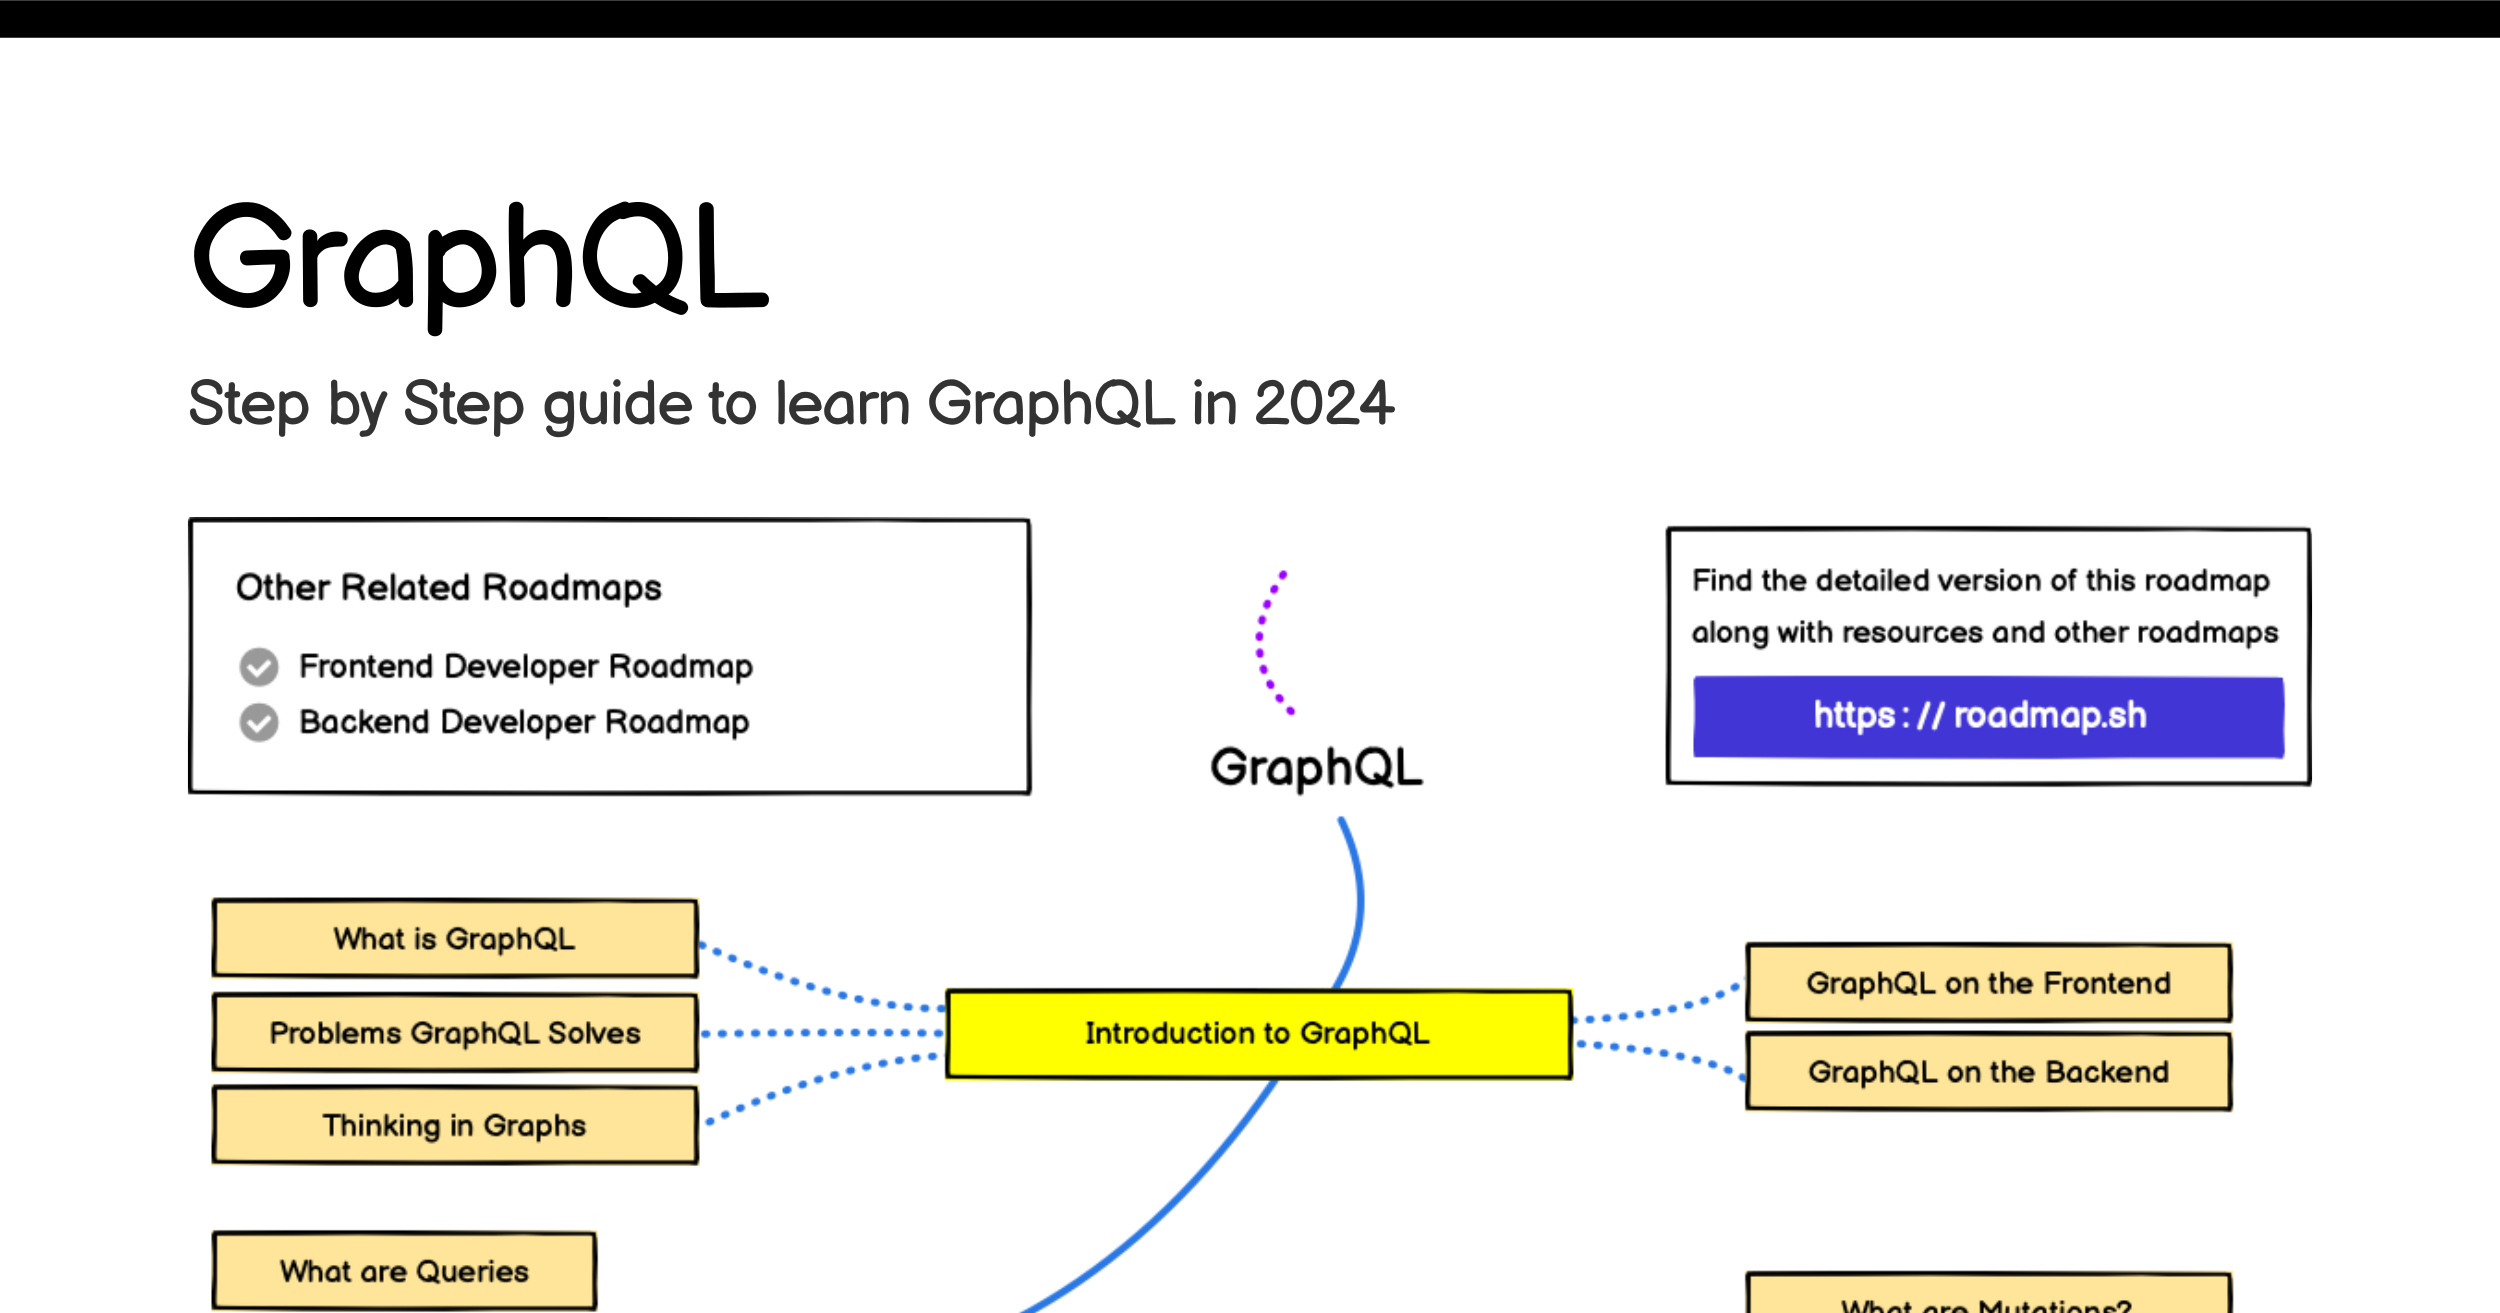 GraphQL
Step by Step guide to learn GraphQL in 2024
Other Related Roadmaps
Frontend Developer Roadmap
Backend Developer Roadmap
GraphQL
Find the detailed version of this roadmap
along with resources and other roadmaps
https://roadmap.sh
What is GraphQL
Problems GraphQL Solves
Thinking in Graphs
Introduction to GraphQL
GraphQL on the Frontend
GraphQL on the Backend
What are Queries
What are Mutations?